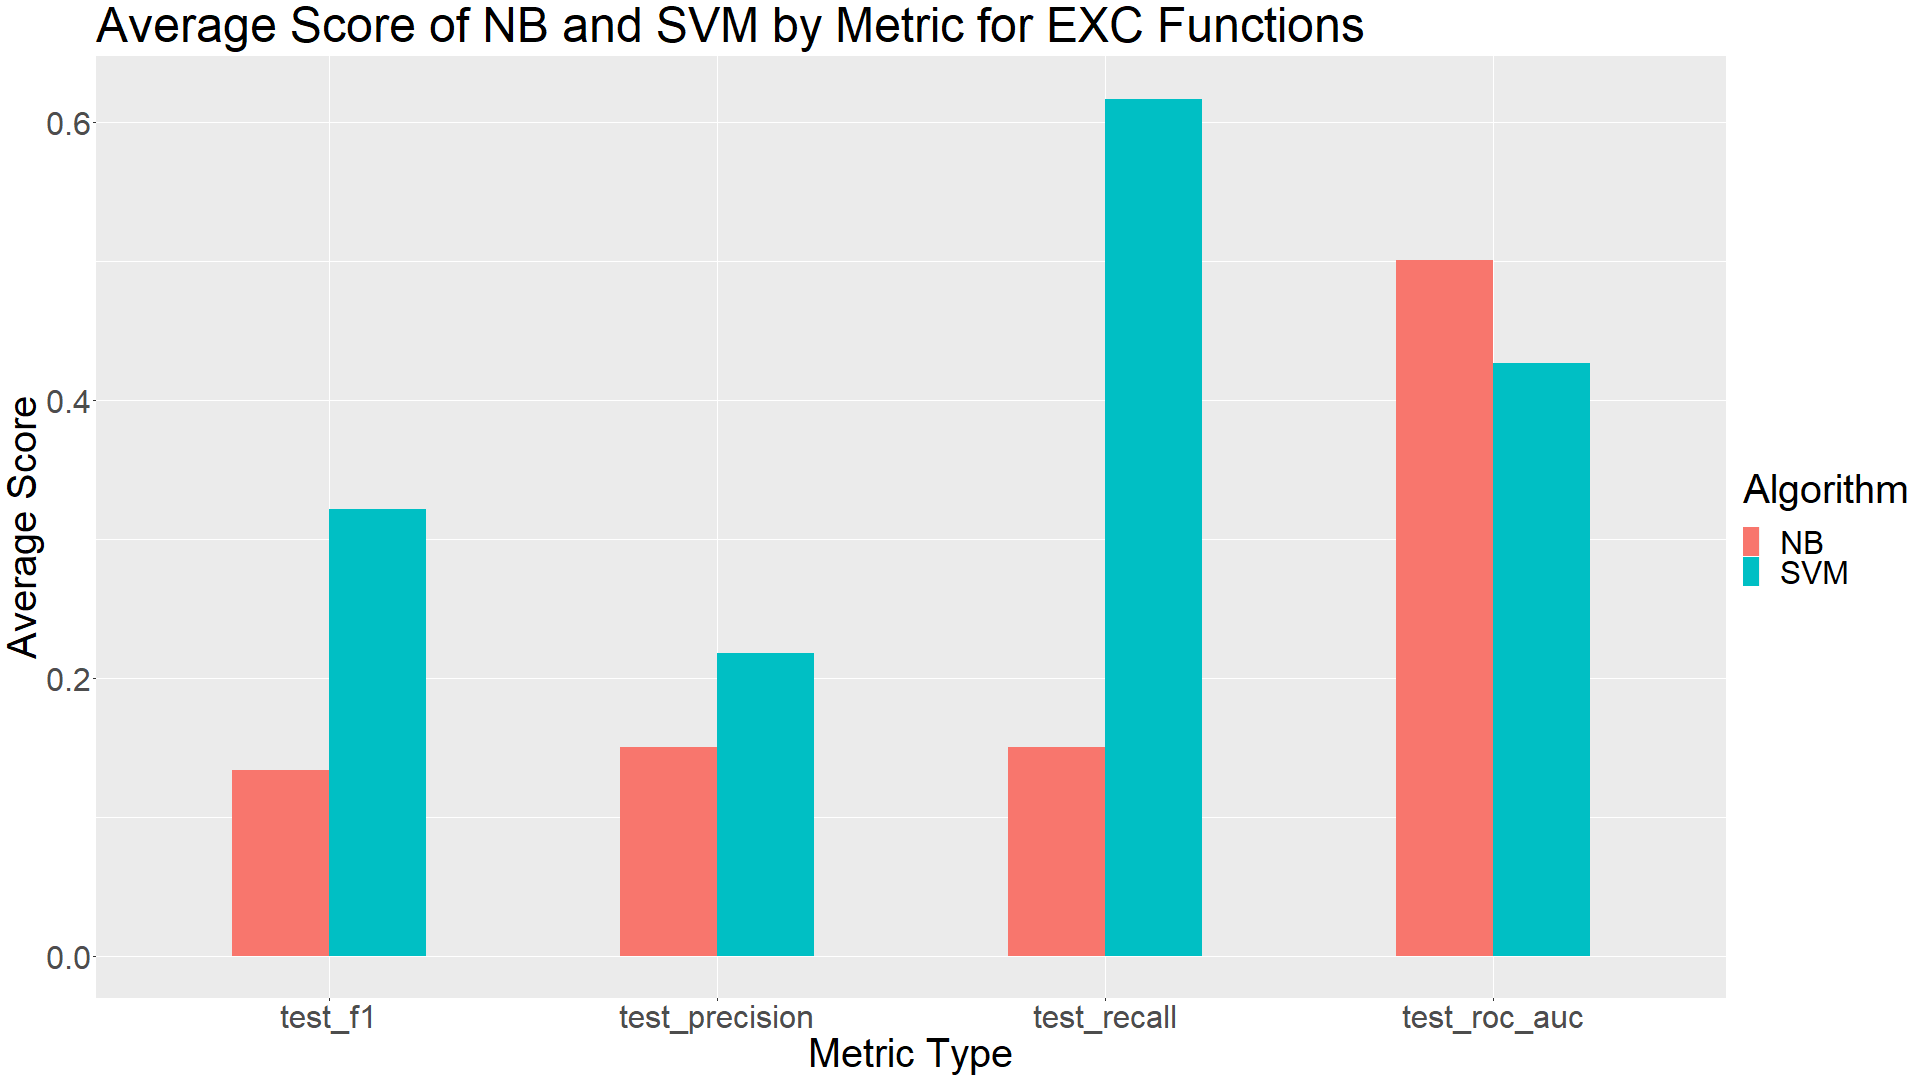 Average Score of NB and SVM by Metric for EXC Functions
Average Score
0.6
0.4
0.2
0.0
test_f1 test_precision test_recall test_roc_auc
Metric Type
Algorithm
NB
SVM